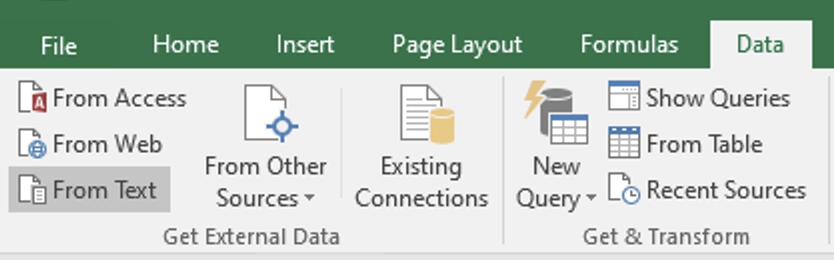 File Home Insert Page Layout Formulas Data
From Access
From Web
From Text
From Other
Sources
Existing
Connections
Get External Data
New
Query
Show Queries
From Table
Recent Sources
Get & Transform